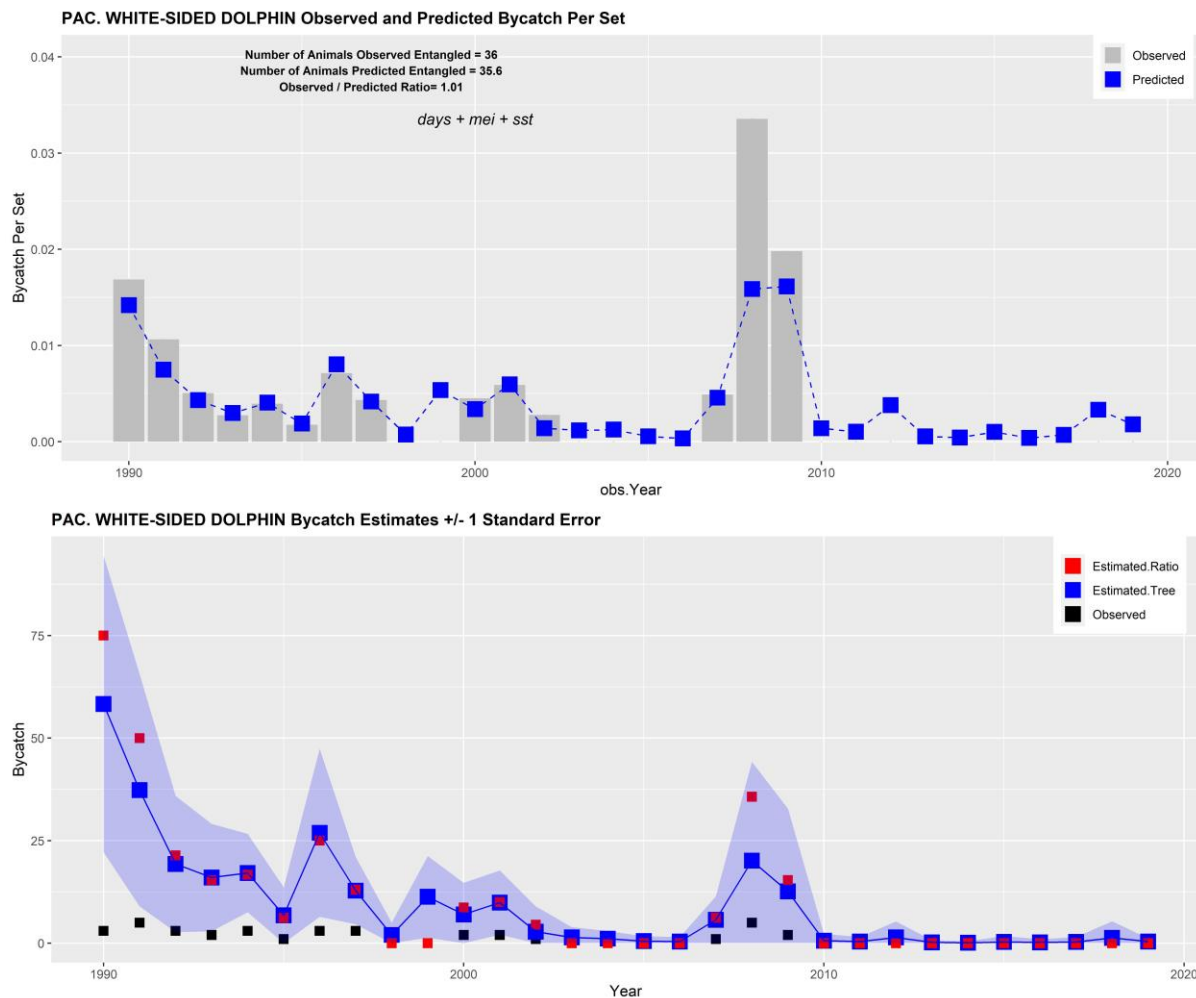 PAC. WHITE-SIDED DOLPHIN Observed and Predicted Bycatch Per Set
Number of Animals Observed Entangled = 36
Number of Animals Predicted Entangled = 35.6
Observed / Predicted Ratio= 1.01
days + mei + sst
Observed
Predicted
Bycatch Per Set
0.04
0.03
0.02
0.01
0.00
1990
2000
2010
2020
obs.Year
PAC. WHITE-SIDED DOLPHIN Bycatch Estimates +/- 1 Standard Error
Estimated.Ratio
Estimated.Tree
Observed
Bycatch
75
50
25
0
1990
2000
2010
2020
Year